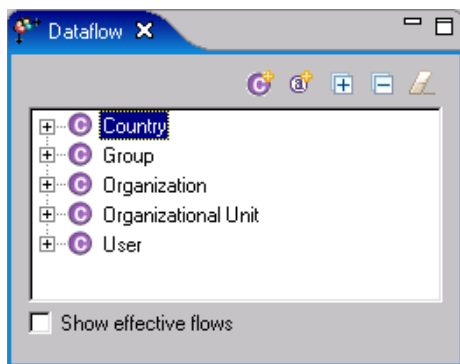 Dataflow
Country
Group
Organization
Organizational Unit
User
Show effective flows